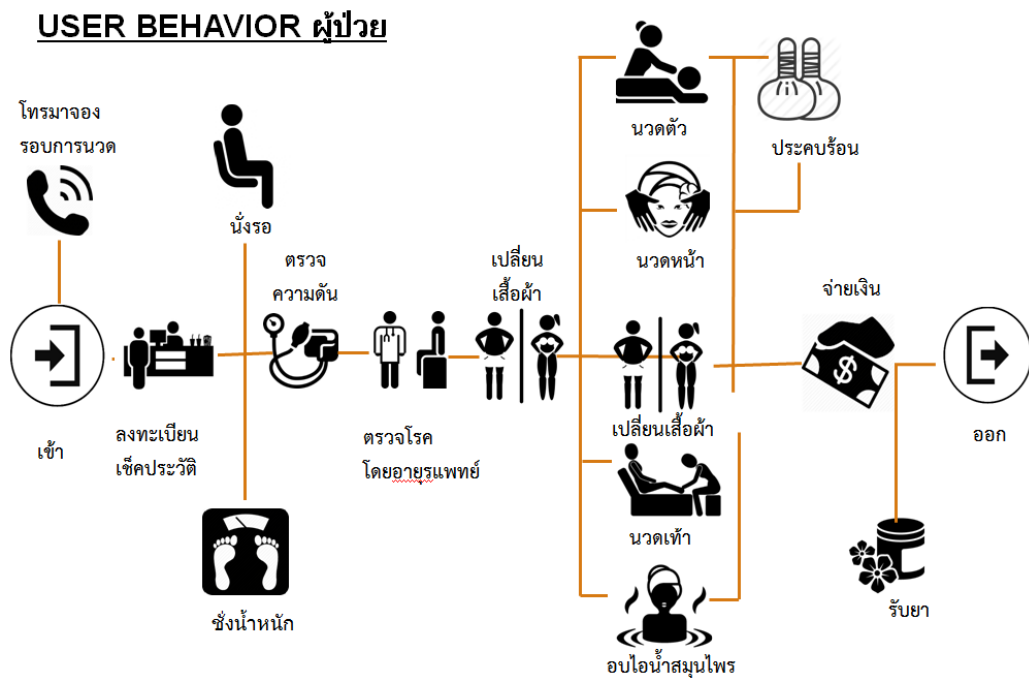 USER BEHAVIOR ผู้ป่วย
โทรมาจอง
รอบการนวด
นั่งรอ
ตรวจ
ความดัน
เปลี่ยน
เสื้อผ้า
นวดตัว
ประคบร้อน
นวดหน้า
จ่ายเงิน
เข้า
ลงทะเบียน
เช็คประวัติ
ตรวจโรค
โดยอายุรแพทย์
เปลี่ยนเสื้อผ้า
ออก
นวดเท้า
ชั่งน้ำหนัก
รับยา
อบไอน้ำสมุนไพร